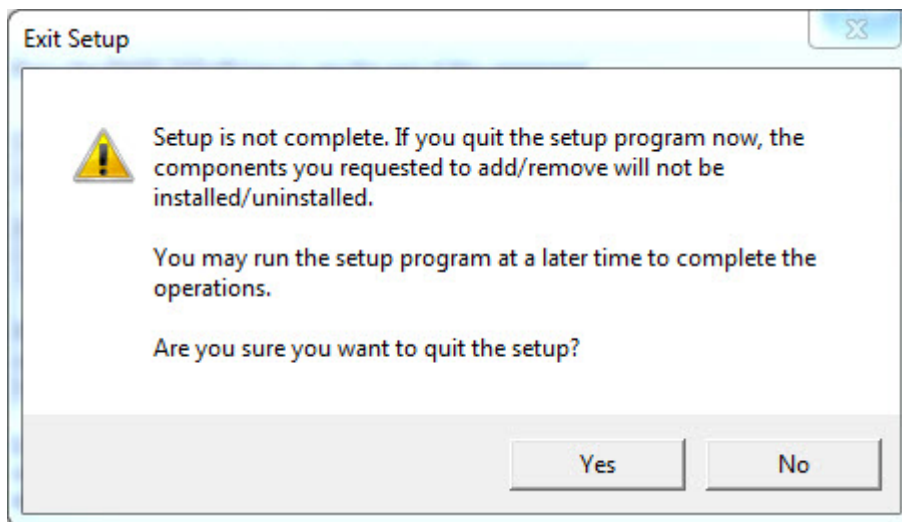 Exit Setup
Setup is not complete. If you quit the setup program now, the
components you requested to add/remove will not be
installed/uninstalled.
You may run the setup program at a later time to complete the
operations.
Are you sure you want to quit the setup?
Yes
No